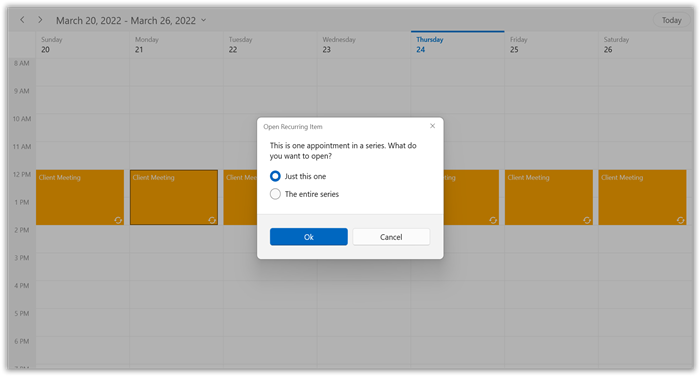 March 20, 2022 - March 26, 2022
Today
Sunday
20
Monday
21
Tuesday
22
Wednesday
23
Thursday
24
Friday
25
Saturday
26
8 AM
9 AM
10 AM
11 AM
12 PM
1 PM
2 PM
3 PM
4 PM
5 PM
6 PM
Client Meeting
Client Meeting
Client
Client Meeting
Client Meeting
Open Recurring Item
This is one appointment in a series. What do
you want to open?
Just this one
The entire series
Ok
Cancel